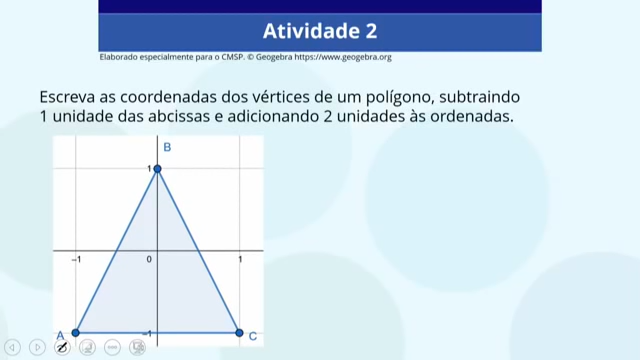 Atividade 2
Elaborado especialmente para o CMSP. © Geogebra https://www.geogebra.org
Escreva as coordenadas dos vértices de um polígono, subtraindo
1 unidade das abcissas e adicionando 2 unidades às ordenadas.
B
1
-1 0 1
A -1 C